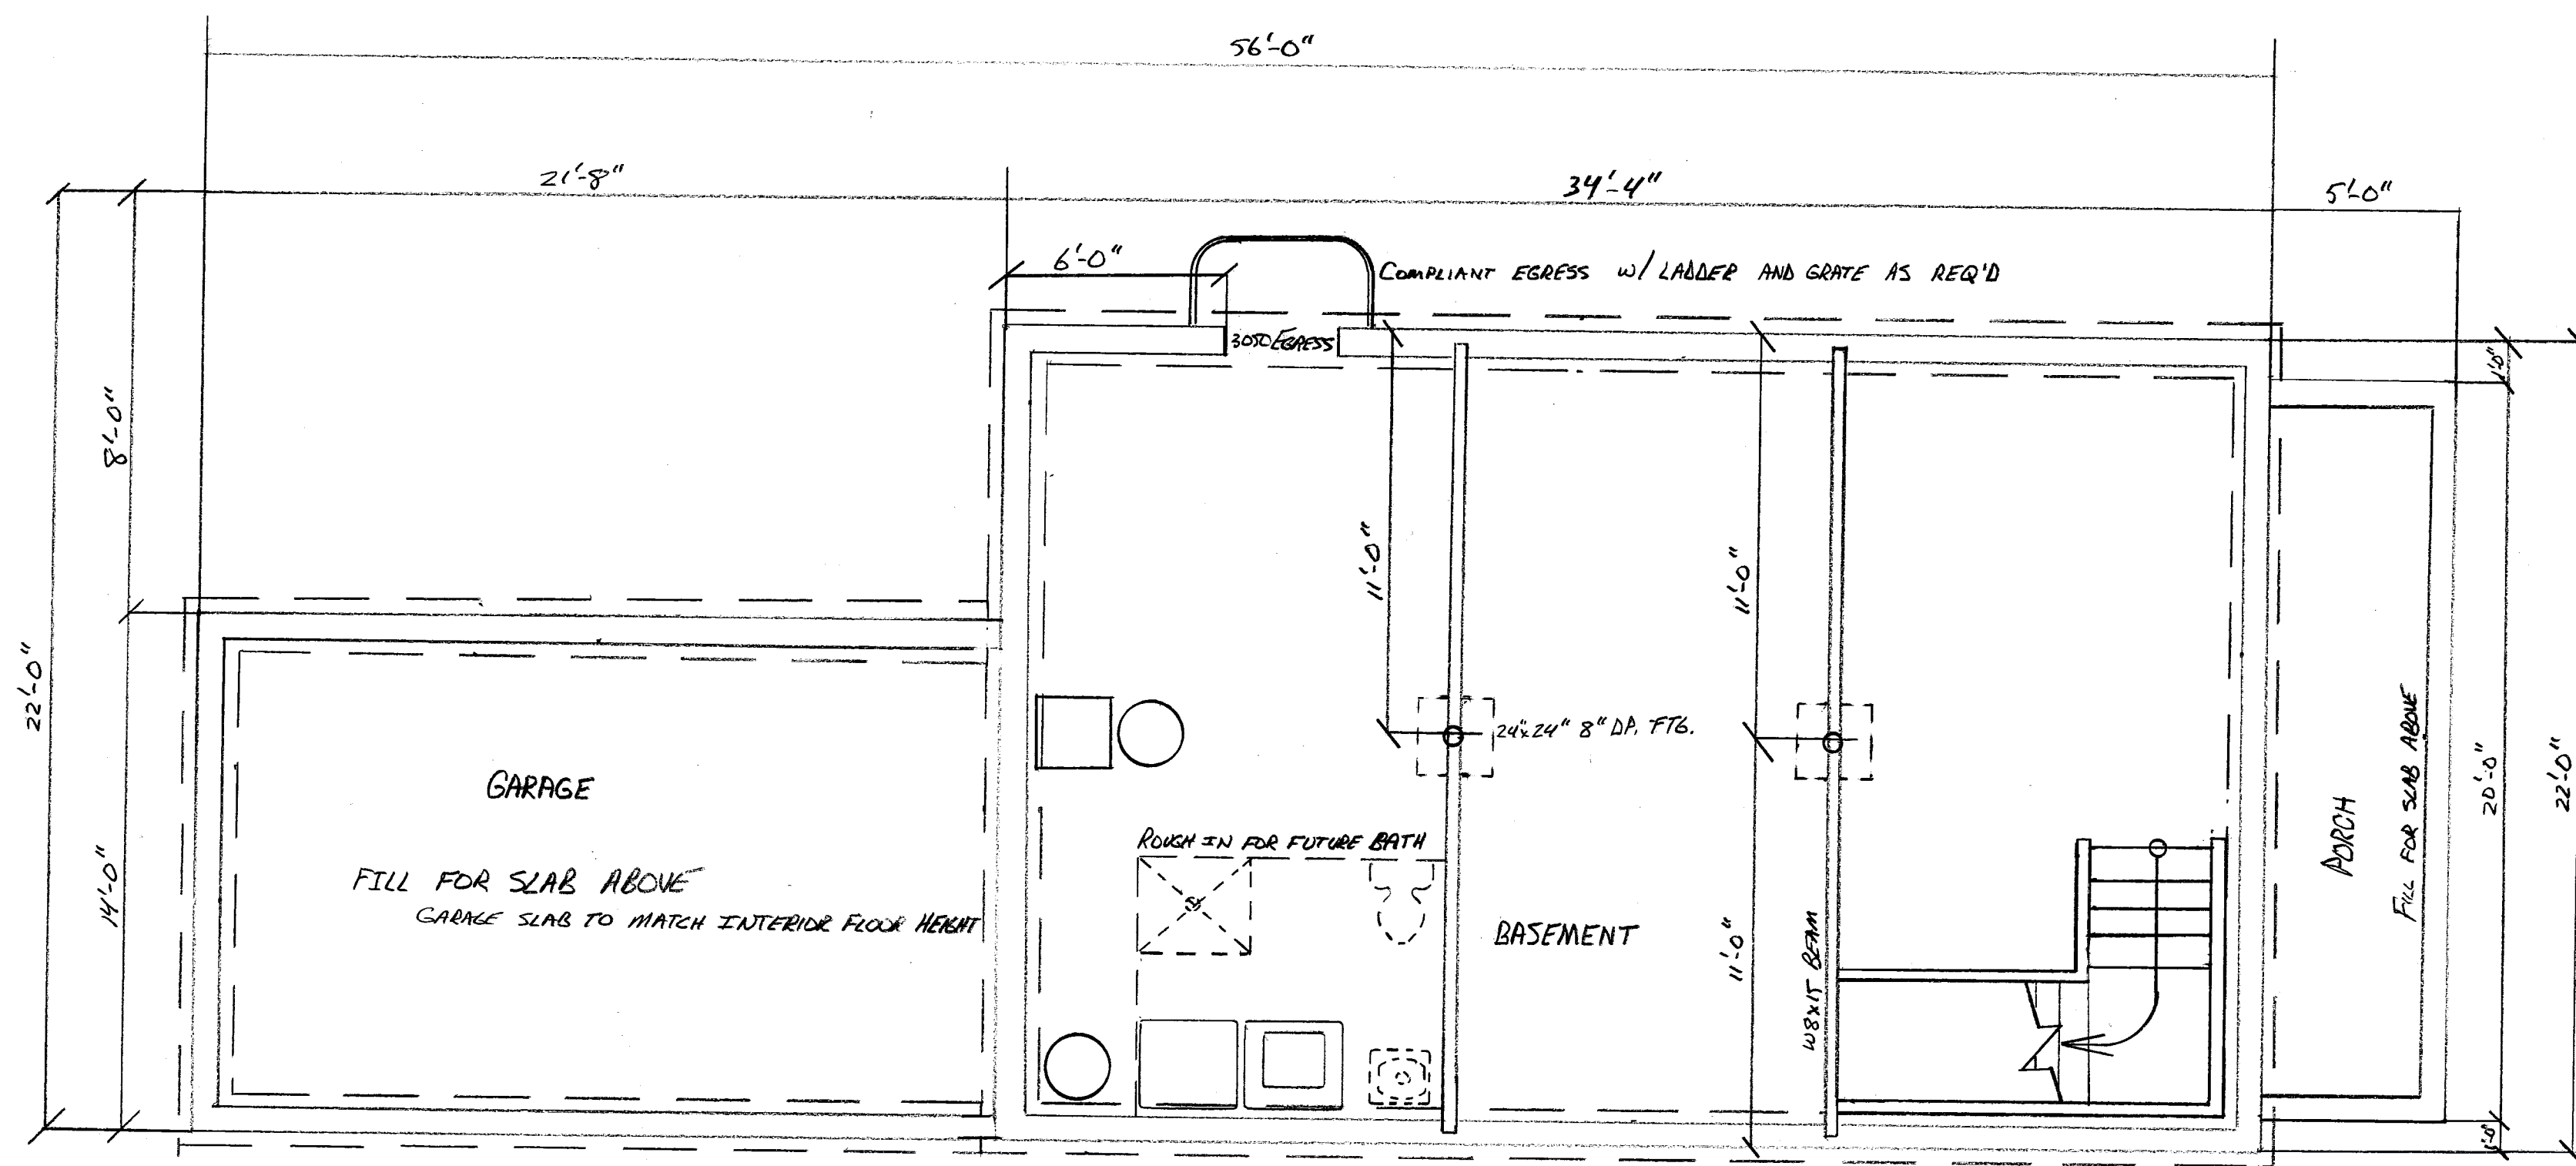 56'-0"
21'-8"
34'-4"
5'-0"
6'-0"
COMPLIANT EGRESS W/ LADDER AND GRATE AS REQ'D
3050 EGRESS
1'-0"
8'-0"
11'-0"
11'-0"
22'-0"
24"x24" 8" DP. FTG.
20'-0"
22'-0"
GARAGE
FILL FOR SLAB ABOVE
GARAGE SLAB TO MATCH INTERIOR FLOOR HEIGHT
14'-0"
ROUGH IN FOR FUTURE BATH
BASEMENT
11'-0"
W8x15 BEAM
PORCH
FILL FOR SLAB ABOVE
1'-0"